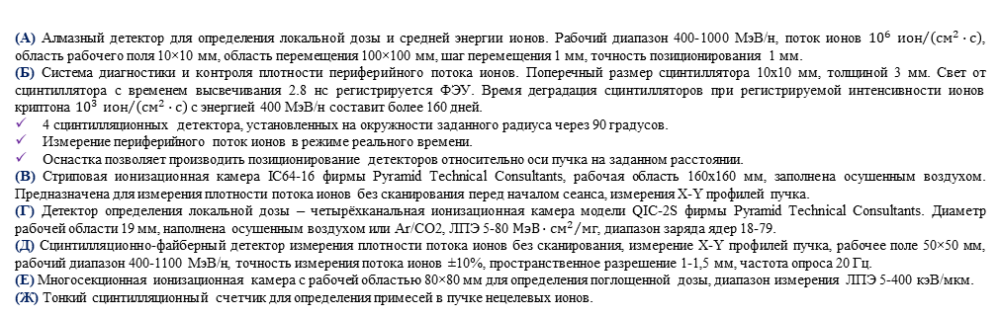 (А) Алмазный детектор для определения локальной дозы и средней энергии ионов. Рабочий диапазон 400-1000 МэВ/н, поток ионов 10⁶ ион/(см² · с),
область рабочего поля 10×10 мм, область перемещения 100×100 мм, шаг перемещения 1 мм, точность позиционирования 1 мм.
(Б) Система диагностики и контроля плотности периферийного потока ионов. Поперечный размер сцинтиллятора 10х10 мм, толщиной 3 мм. Свет от
сцинтиллятора с временем высвечивания 2.8 нс регистрируется ФЭУ. Время деградация сцинтилляторов при регистрируемой интенсивности ионов
криптона 10³ ион/(см² · с) с энергией 400 МэВ/н составит более 160 дней.
✓ 4 сцинтилляционных детектора, установленных на окружности заданного радиуса через 90 градусов.
✓ Измерение периферийного поток ионов в режиме реального времени.
✓ Оснастка позволяет производить позиционирование детекторов относительно оси пучка на заданном расстоянии.
(В) Стриповая ионизационная камера IC64-16 фирмы Pyramid Technical Consultants, рабочая область 160х160 мм, заполнена осушенным воздухом.
Предназначена для измерения плотности потока ионов без сканирования перед началом сеанса, измерения X-Y профилей пучка.
(Г) Детектор определения локальной дозы – четырёхканальная ионизационная камера модели QIC-2S фирмы Pyramid Technical Consultants. Диаметр
рабочей области 19 мм, наполнена осушенным воздухом или Ar/CO2, ЛПЭ 5-80 МэВ · см²/мг, диапазон заряда ядер 18-79.
(Д) Сцинтилляционно-файберный детектор измерения плотности потока ионов без сканирования, измерение X-Y профилей пучка, рабочее поле 50×50 мм,
рабочий диапазон 400-1100 МэВ/н, точность измерения потока ионов ±10%, пространственное разрешение 1-1,5 мм, частота опроса 20 Гц.
(Е) Многосекционная ионизационная камера с рабочей областью 80×80 мм для определения поглощенной дозы, диапазон измерения ЛПЭ 5-400 кэВ/мкм.
(Ж) Тонкий сцинтилляционный счетчик для определения примесей в пучке нецелевых ионов.